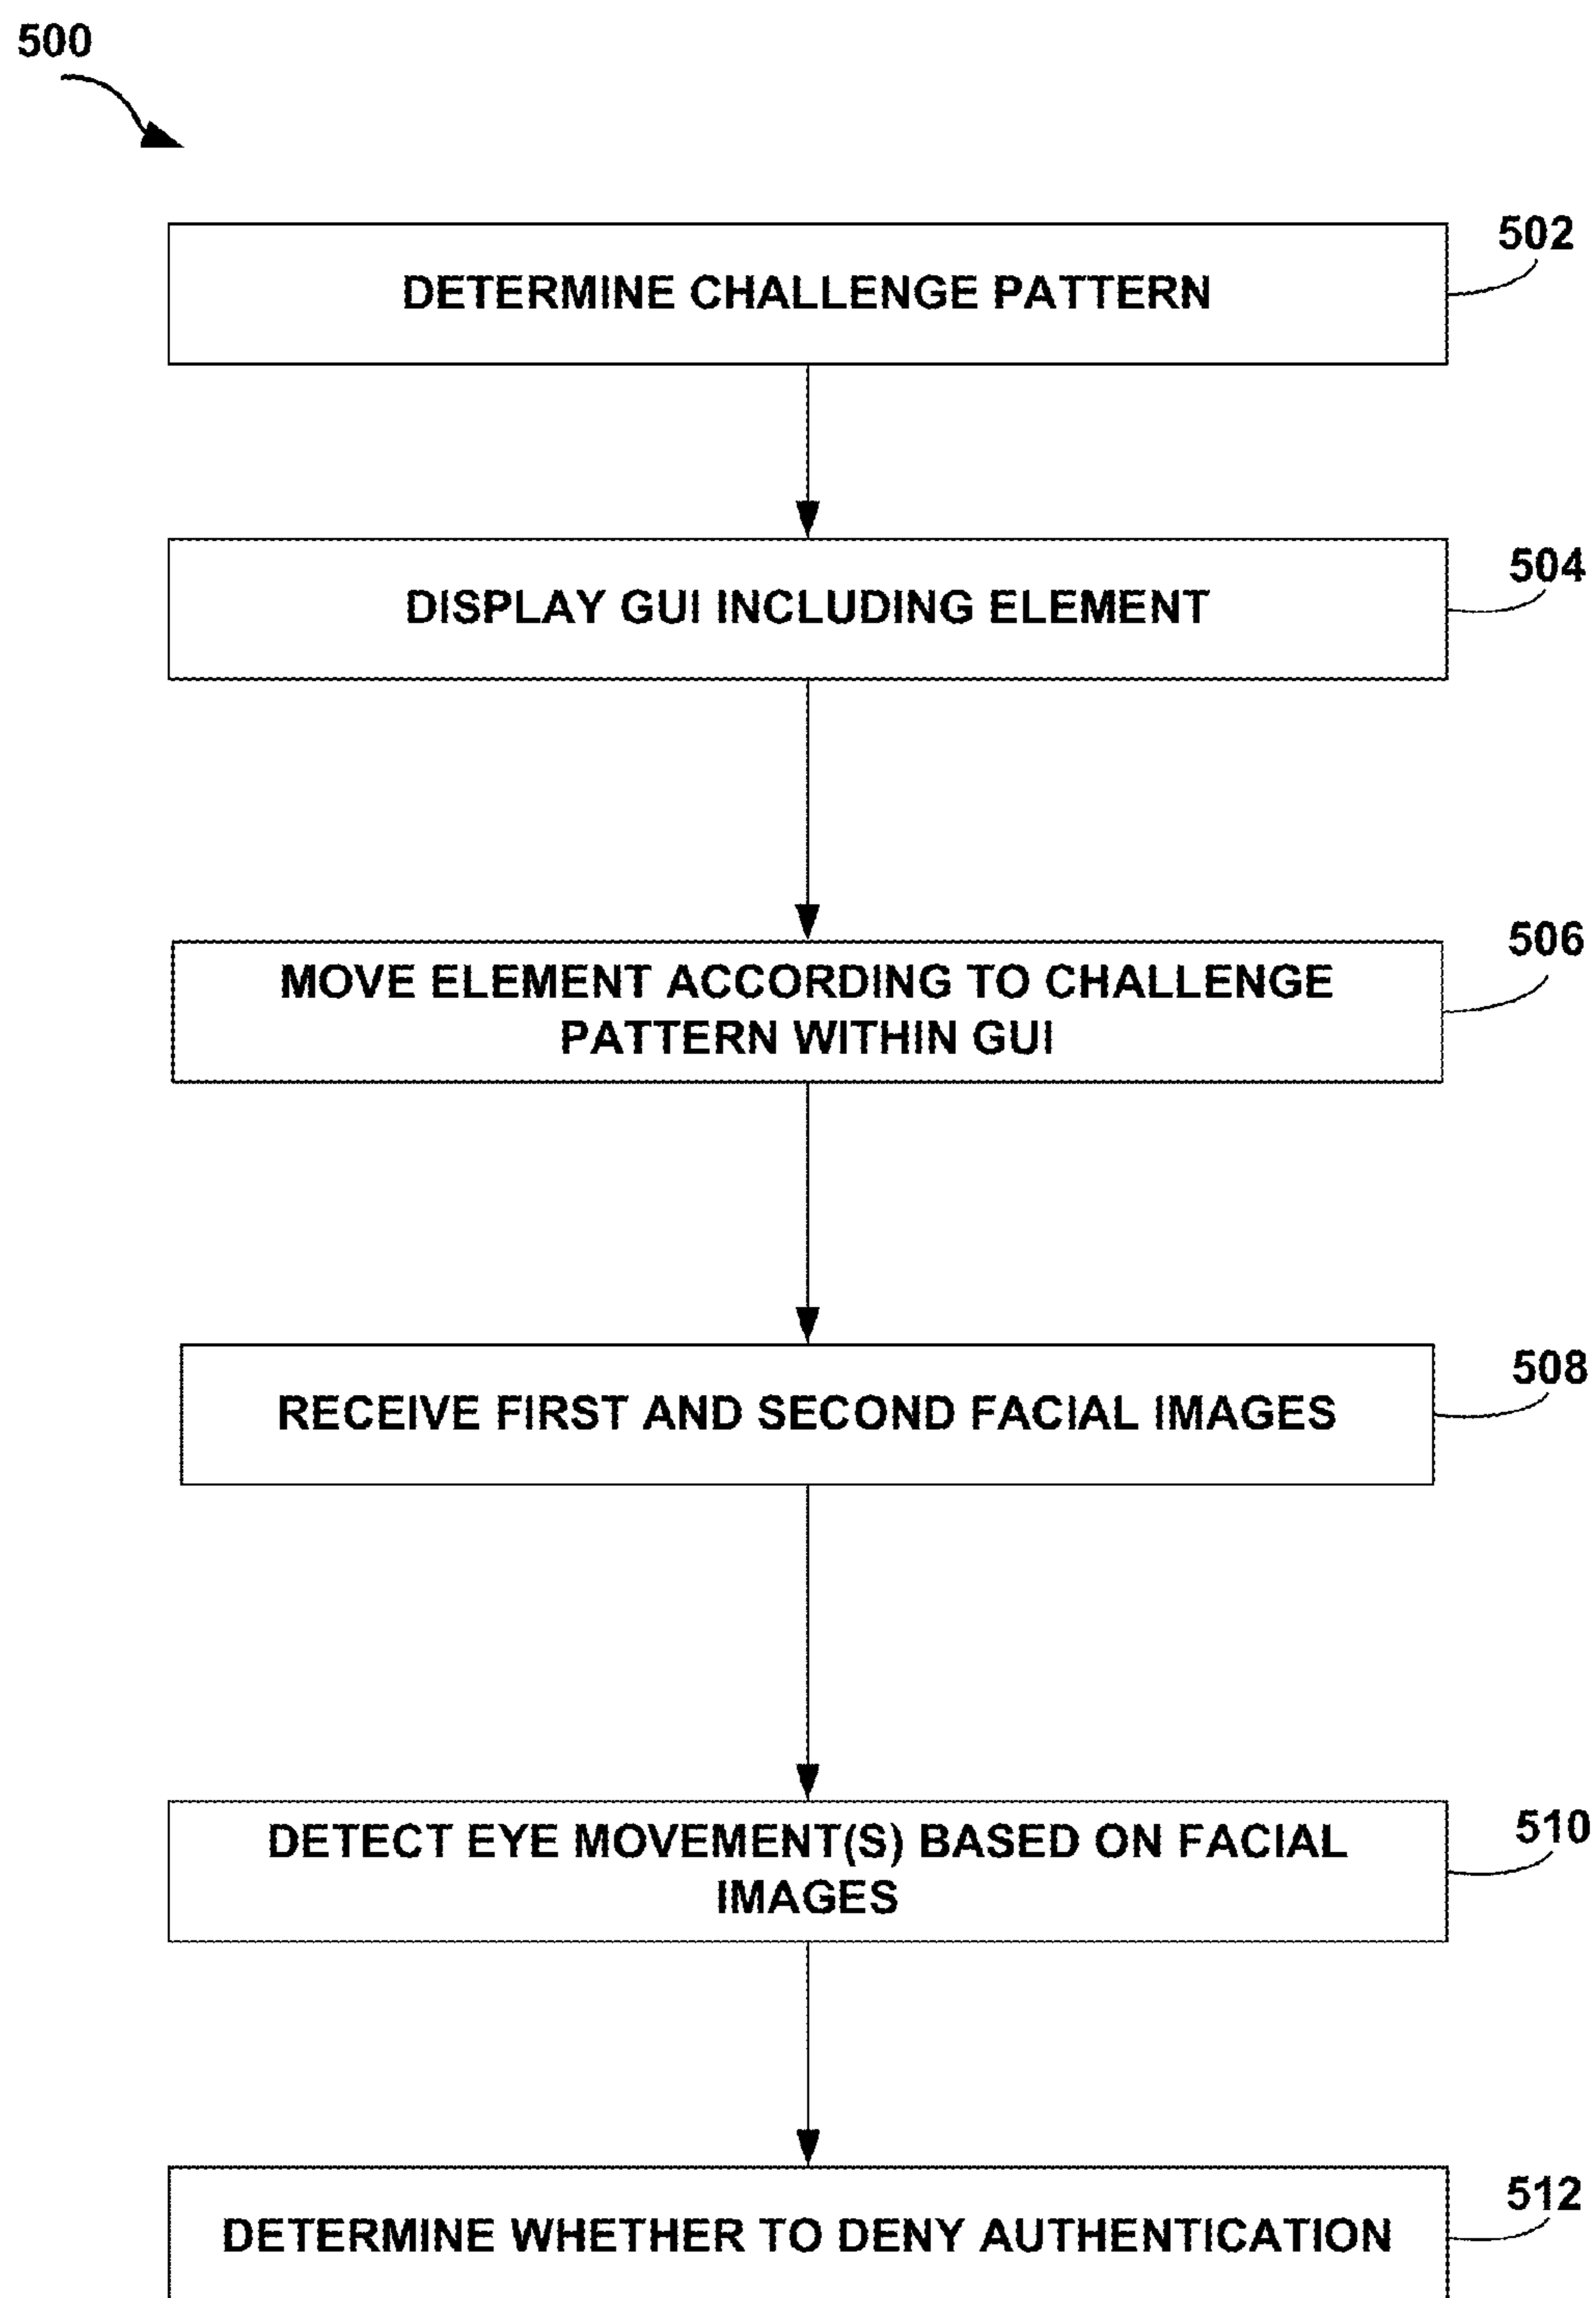 500
502
DETERMINE CHALLENGE PATTERN
504
DISPLAY GUI INCLUDING ELEMENT
506
MOVE ELEMENT ACCORDING TO CHALLENGE
PATTERN WITHIN GUI
508
RECEIVE FIRST AND SECOND FACIAL IMAGES
510
DETECT EYE MOVEMENT(S) BASED ON FACIAL
IMAGES
512
DETERMINE WHETHER TO DENY AUTHENTICATION